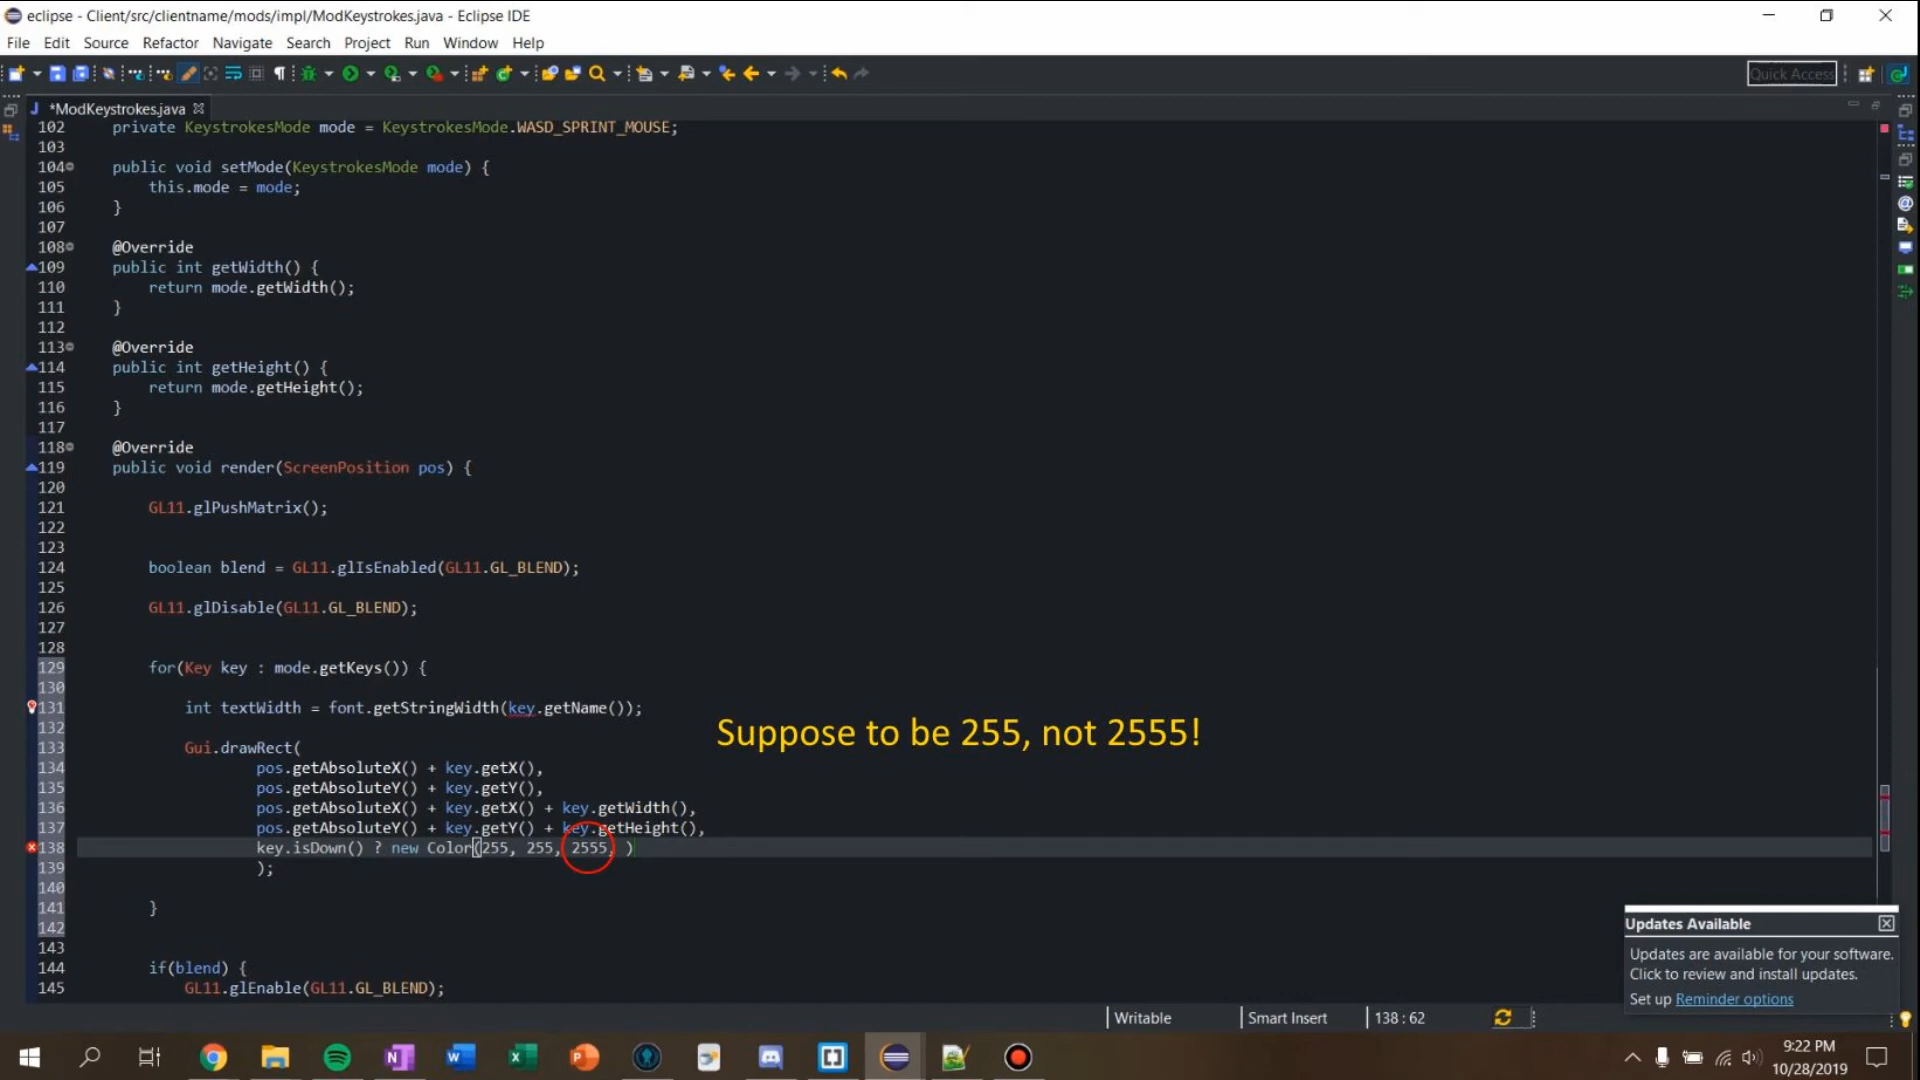 eclipse - Client/src/clientname/mods/impl/ModKeystrokes.java - Eclipse IDE
File Edit Source Refactor Navigate Search Project Run Window Help
Quick Access
*ModKeystrokes.java
102 private KeystrokesMode mode = KeystrokesMode.WASD_SPRINT_MOUSE;
103
104 public void setMode(KeystrokesMode mode) {
105 this.mode = mode;
106 }
107
108 @Override
109 public int getWidth() {
110 return mode.getWidth();
111 }
112
113 @Override
114 public int getHeight() {
115 return mode.getHeight();
116 }
117
118 @Override
119 public void render(ScreenPosition pos) {
120
121 GL11.glPushMatrix();
122
123
124 boolean blend = GL11.glIsEnabled(GL11.GL_BLEND);
125
126 GL11.glDisable(GL11.GL_BLEND);
127
128
129 for(Key key : mode.getKeys()) {
130
131 int textWidth = font.getStringWidth(key.getName());
132
Suppose to be 255, not 2555!
133 Gui.drawRect(
134 pos.getAbsoluteX() + key.getX(),
135 pos.getAbsoluteY() + key.getY(),
136 pos.getAbsoluteX() + key.getX() + key.getWidth(),
137 pos.getAbsoluteY() + key.getY() + key.getHeight(),
138 key.isDown() ? new Color(255, 255, 2555, )
139 );
140
141 }
142
143
144 if(blend) {
145 GL11.glEnable(GL11.GL_BLEND);
Updates Available
Updates are available for your software.
Click to review and install updates.
Set up Reminder options
Writable Smart Insert 138 : 62
9:22 PM
10/28/2019